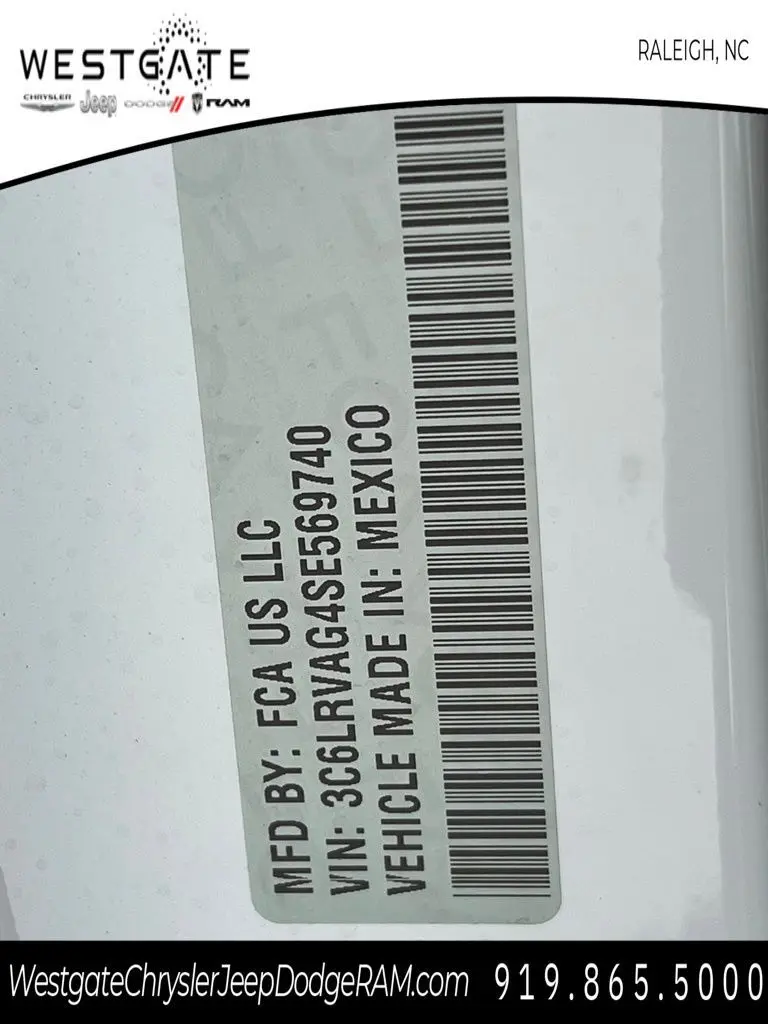 WESTGATE
CHRYSLER Jeep DODGE RAM
RALEIGH, NC
MFD BY: FCA US LLC
VIN: 3C6LRVAG4SE569740
VEHICLE MADE IN: MEXICO
WestgateChryslerJeepDodgeRAM.com 919.865.5000